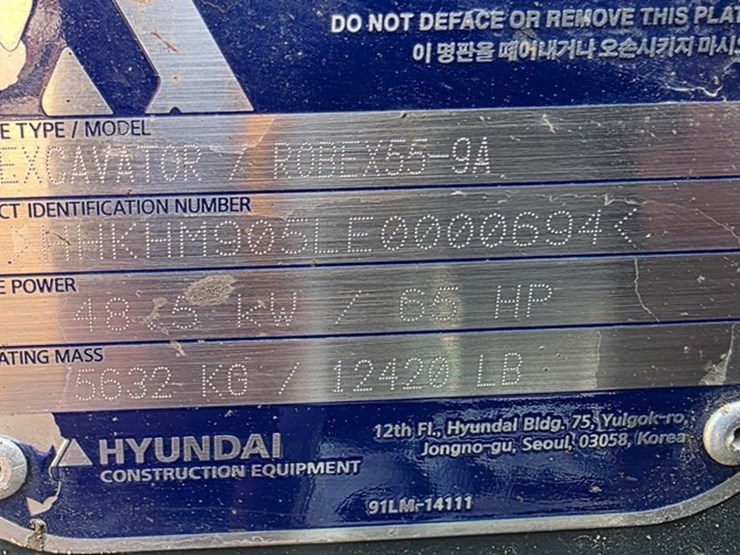 DO NOT DEFACE OR REMOVE THIS PLAT
이 명판을 떼어내거나 오손시키지 마시오
E TYPE / MODEL
EXCAVATOR / ROBEX55-9A
CT IDENTIFICATION NUMBER
HKHM905LE0000694<
E POWER
48.5 kW / 65 HP
ATING MASS
5632 KG / 12420 LB
HYUNDAI
CONSTRUCTION EQUIPMENT
12th Fl., Hyundai Bldg. 75, Yulgok-ro,
Jongno-gu, Seoul, 03058, Korea
91LM-14111